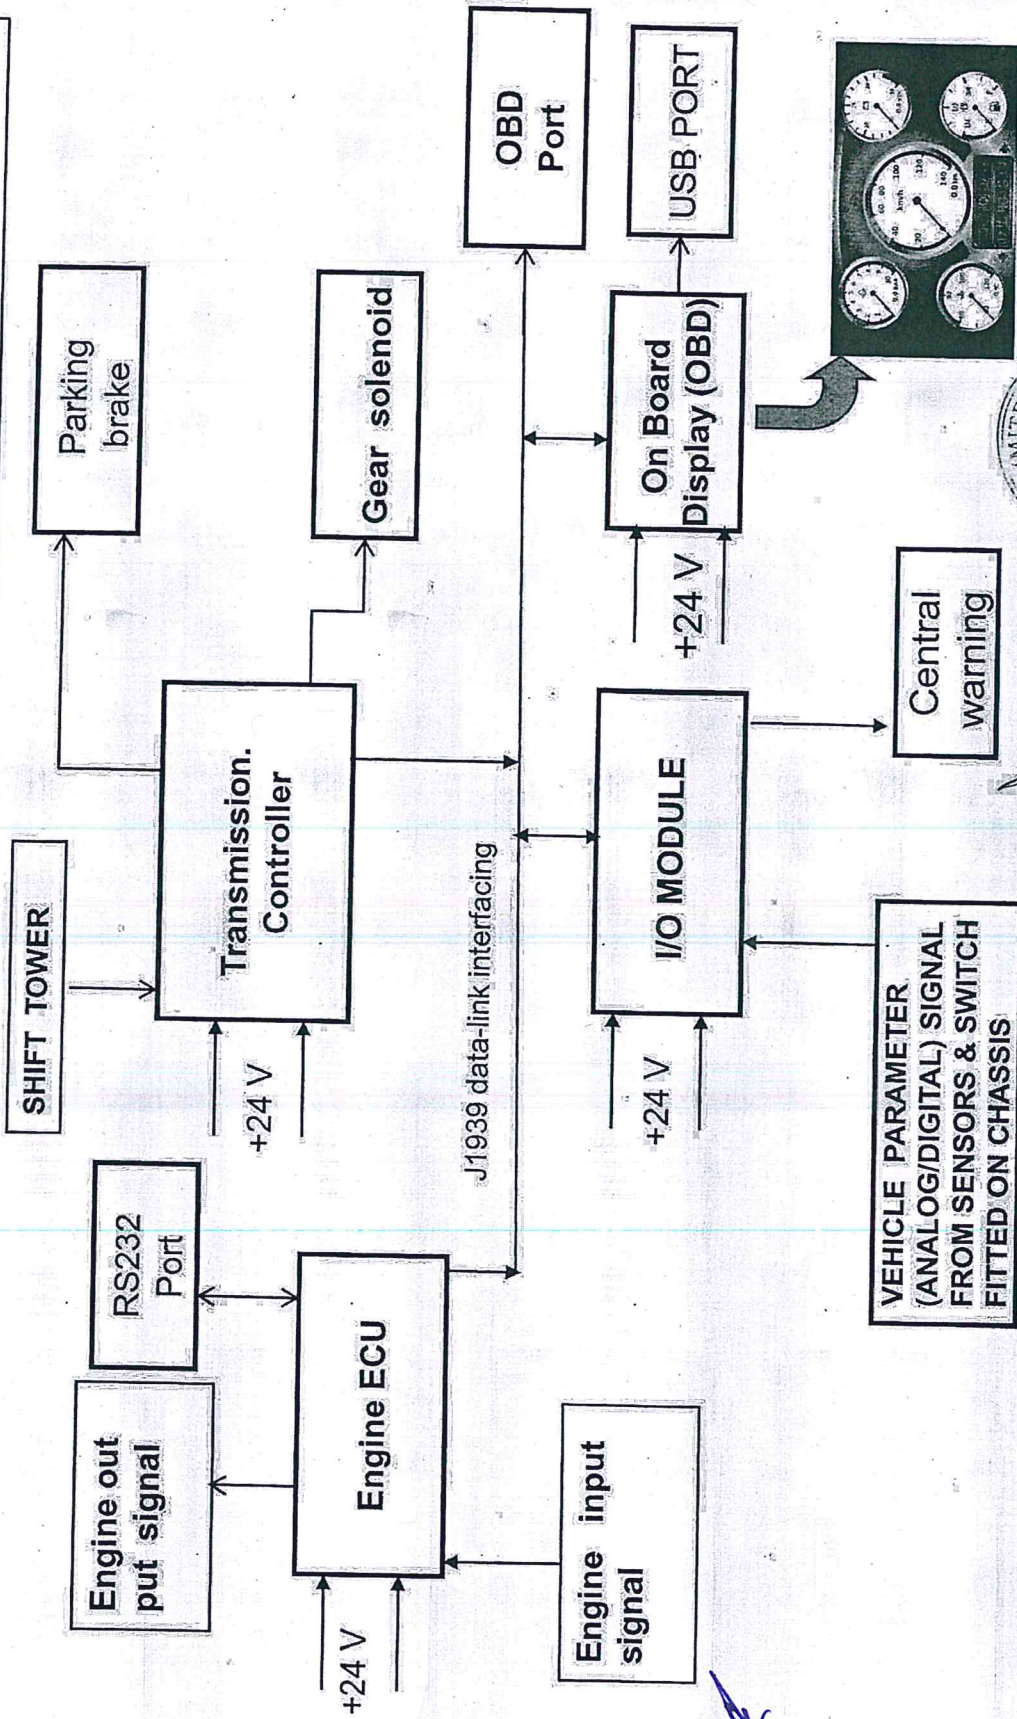 SHIFT TOWER
Parking
brake
Engine out
put signal
RS232
Port
+24 V
Transmission.
Controller
Gear solenoid
+24 V
Engine ECU
J1939 data-link interfacing
OBD
Port
Engine input
signal
+24 V
I/O MODULE
+24 V
On Board
Display (OBD)
USB PORT
VEHICLE PARAMETER
(ANALOG/DIGITAL) SIGNAL
FROM SENSORS & SWITCH
FITTED ON CHASSIS
Central
warning
km/h